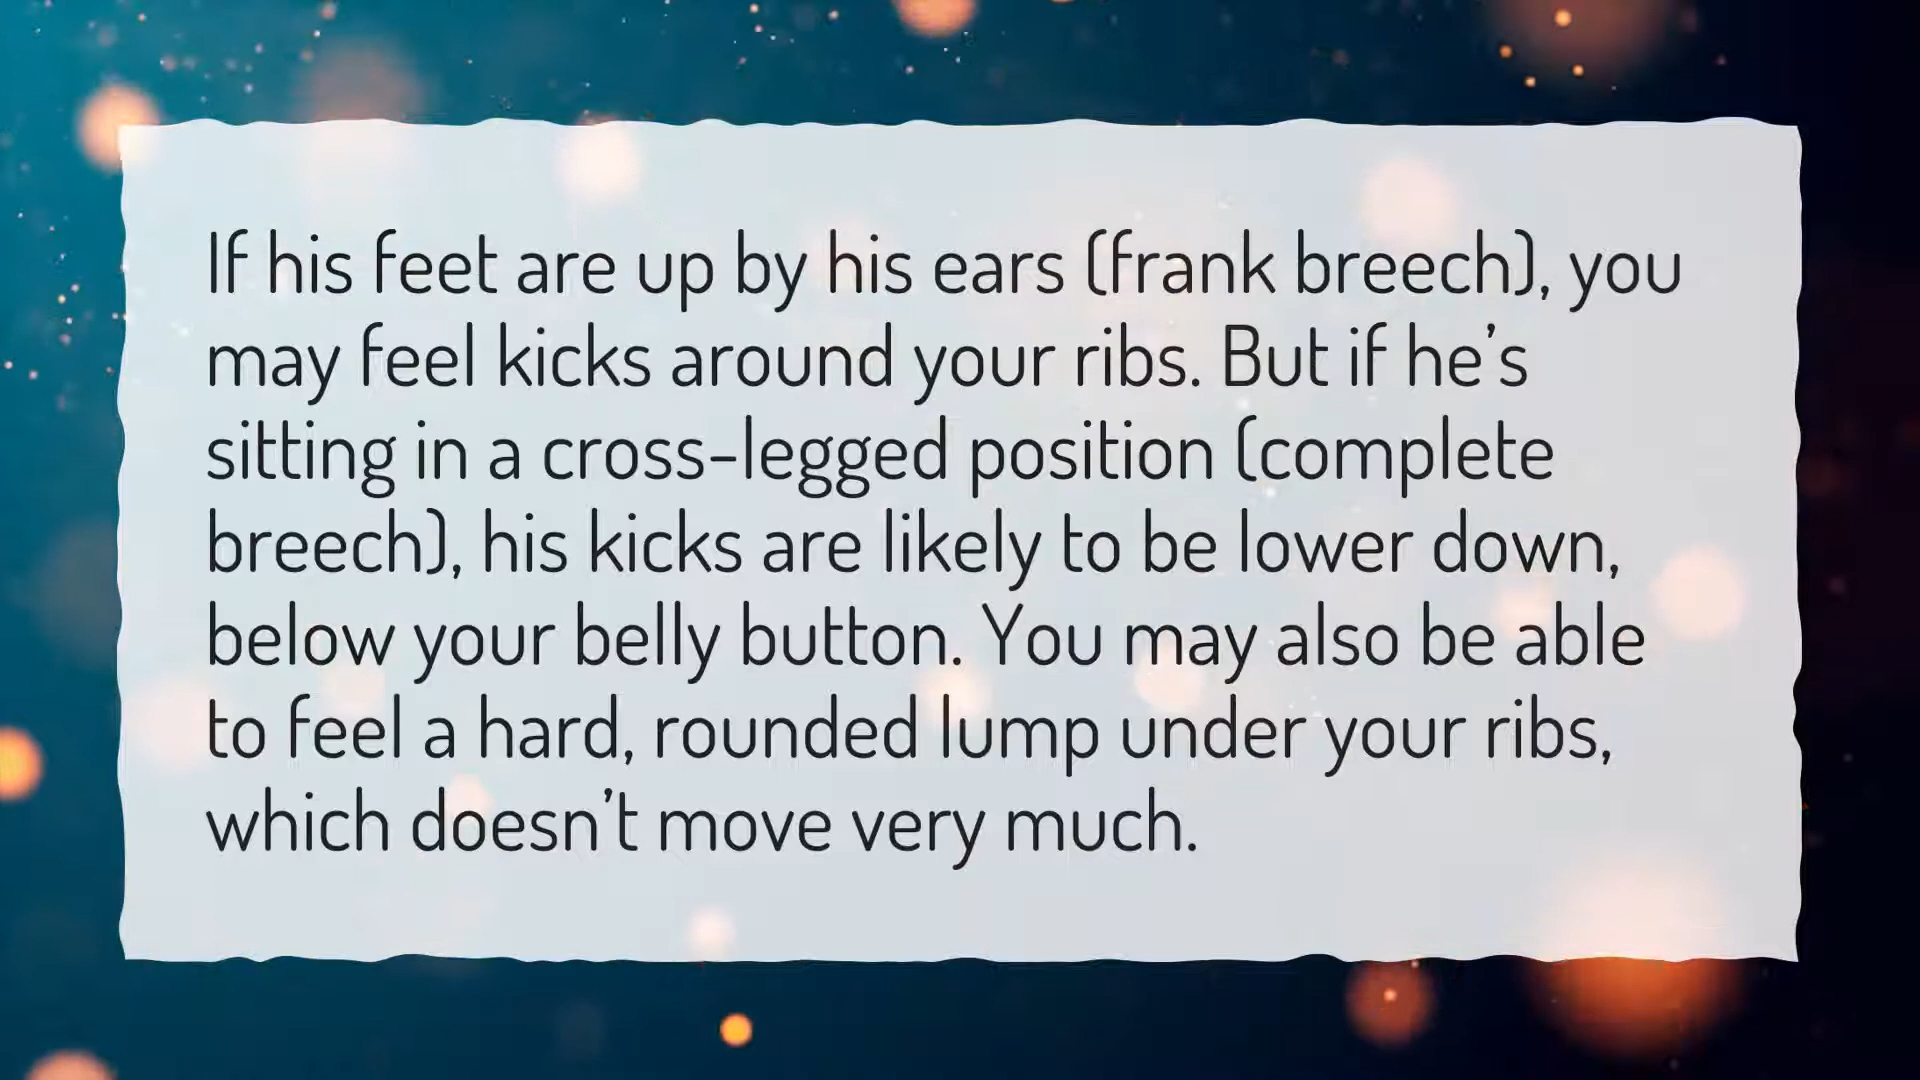 If his feet are up by his ears (frank breech), you
may feel kicks around your ribs. But if he’s
sitting in a cross-legged position (complete
breech), his kicks are likely to be lower down,
below your belly button. You may also be able
to feel a hard, rounded lump under your ribs,
which doesn’t move very much.